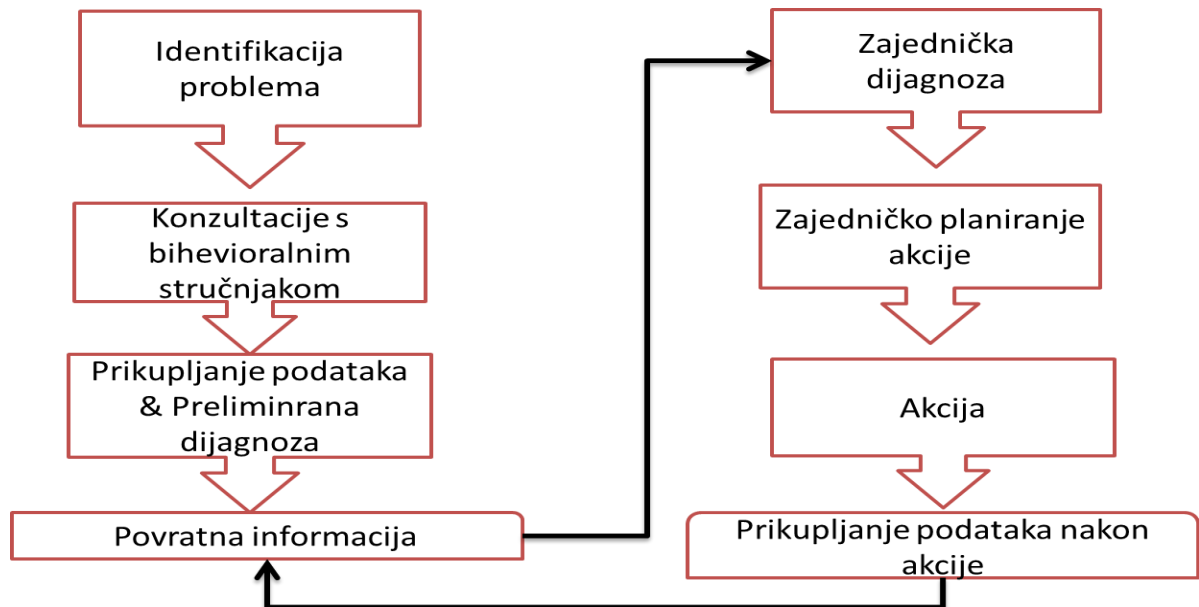 Identifikacija
problema
Konzultacije s
bihevioralnim
stručnjakom
Prikupljanje podataka
& Preliminrana
dijagnoza
Povratna informacija
Zajednička
dijagnoza
Zajedničko planiranje
akcije
Akcija
Prikupljanje podataka nakon
akcije